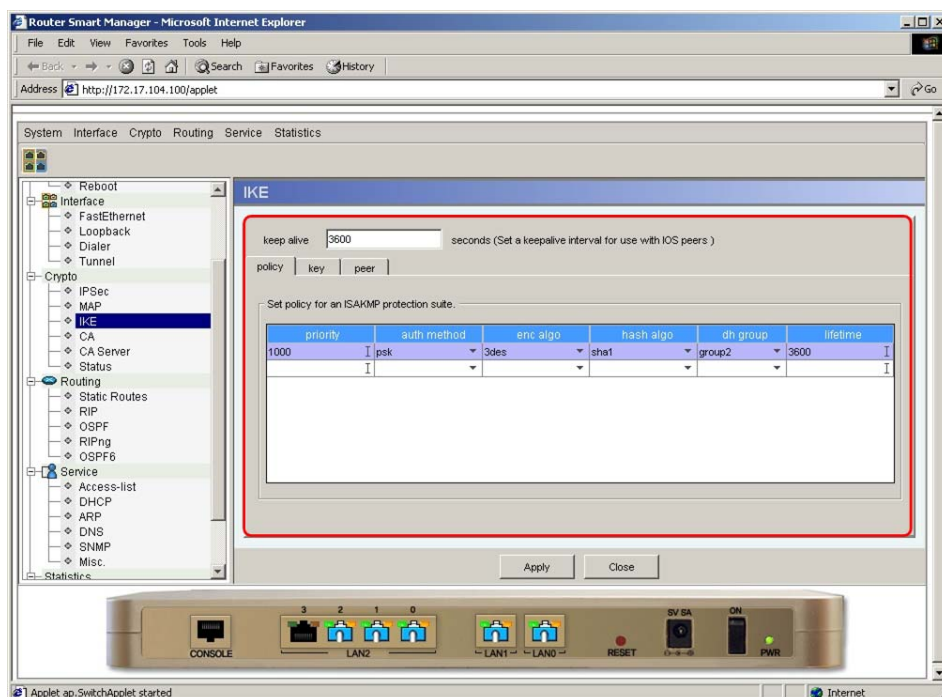 Router Smart Manager - Microsoft Internet Explorer
File Edit View Favorites Tools Help
Back Search Favorites History
Address http://172.17.104.100/applet Go
System Interface Crypto Routing Service Statistics
Reboot
Interface
FastEthernet
Loopback
Dialer
Tunnel
Crypto
IPSec
MAP
IKE
CA
CA Server
Status
Routing
Static Routes
RIP
OSPF
RIPng
OSPF6
Service
Access-list
DHCP
ARP
DNS
SNMP
Misc.
Statistics
IKE
keep alive 3600 seconds (Set a keepalive interval for use with IOS peers )
policy key peer
Set policy for an ISAKMP protection suite.
priority auth method enc algo hash algo dh group lifetime
1000 psk 3des sha1 group2 3600
Apply Close
3 2 1 0 5V 5A ON
CONSOLE LAN2 LAN1 LAN0 RESET PWR
Applet ap.SwitchApplet started Internet